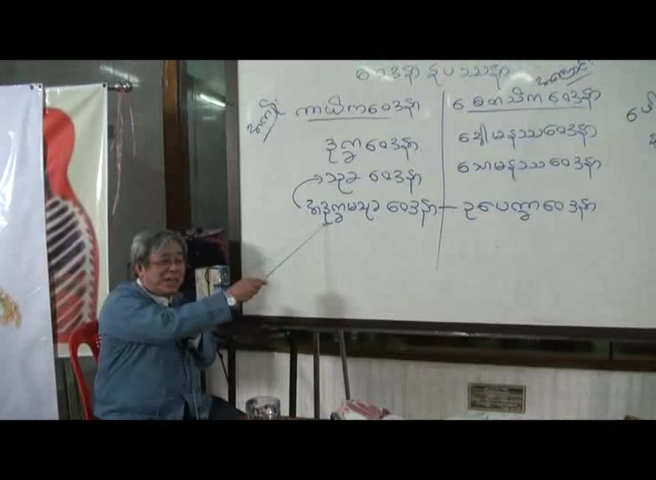 ဝေဒနာ နုပဿနာ
ကာယိကဝေဒနာ စေတသိက ဝေဒနာ
ဒုက္ခဝေဒနာ ဒေါမနဿဝေဒနာ
သုခ ဝေဒနာ သောမနဿဝေဒနာ
အဒုက္ခမသုခ ဝေဒနာ — ဥပေက္ခာဝေဒနာ